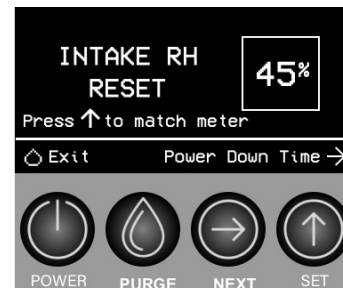 INTAKE RH
RESET
45%
Press ↑ to match meter
Exit Power Down Time →
POWER PURGE NEXT SET